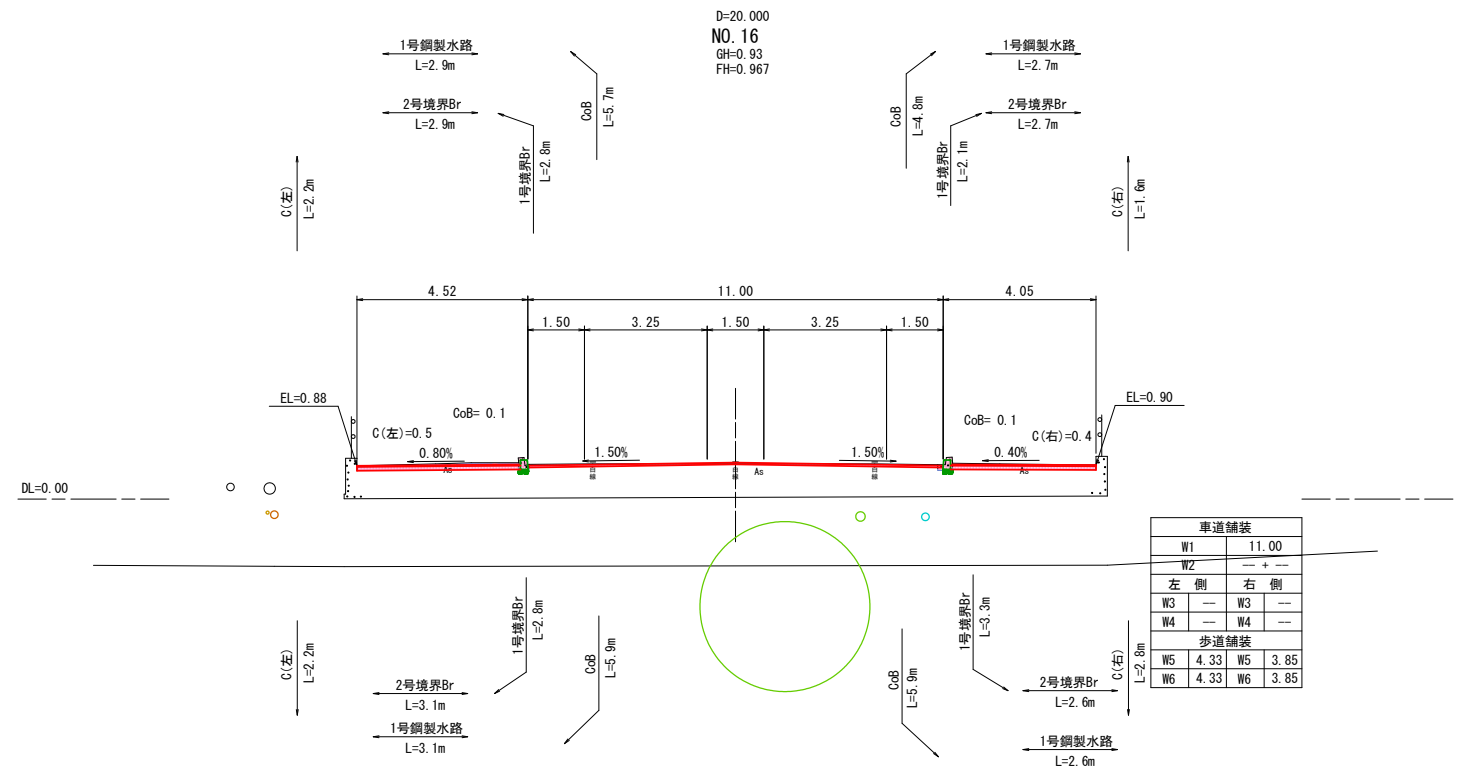 D=20.000
NO.16
GH=0.93
FH=0.967
1号鋼製水路
L=2.9m
2号境界Br
L=2.9m
1号境界Br
L=2.8m
CoB
L=5.7m
CoB
L=4.8m
1号境界Br
L=2.1m
1号鋼製水路
L=2.7m
2号境界Br
L=2.7m
C(左)
L=2.2m
C(右)
L=1.6m
4.52
11.00
4.05
1.50
3.25
1.50
3.25
1.50
EL=0.88
CoB= 0.1
C(左)=0.5
0.80%
As
1.50%
As
1.50%
CoB= 0.1
C(右)=0.4
0.40%
As
EL=0.90
DL=0.00
車道舗装
W1 11.00
W2 -- + --
左 側 右 側
W3 -- W3 --
W4 -- W4 --
歩道舗装
W5 4.33 W5 3.85
W6 4.33 W6 3.85
C(左)
L=2.2m
1号境界Br
L=2.8m
CoB
L=5.9m
2号境界Br
L=3.1m
1号鋼製水路
L=3.1m
CoB
L=5.9m
1号境界Br
L=3.3m
C(右)
L=2.8m
2号境界Br
L=2.6m
1号鋼製水路
L=2.6m